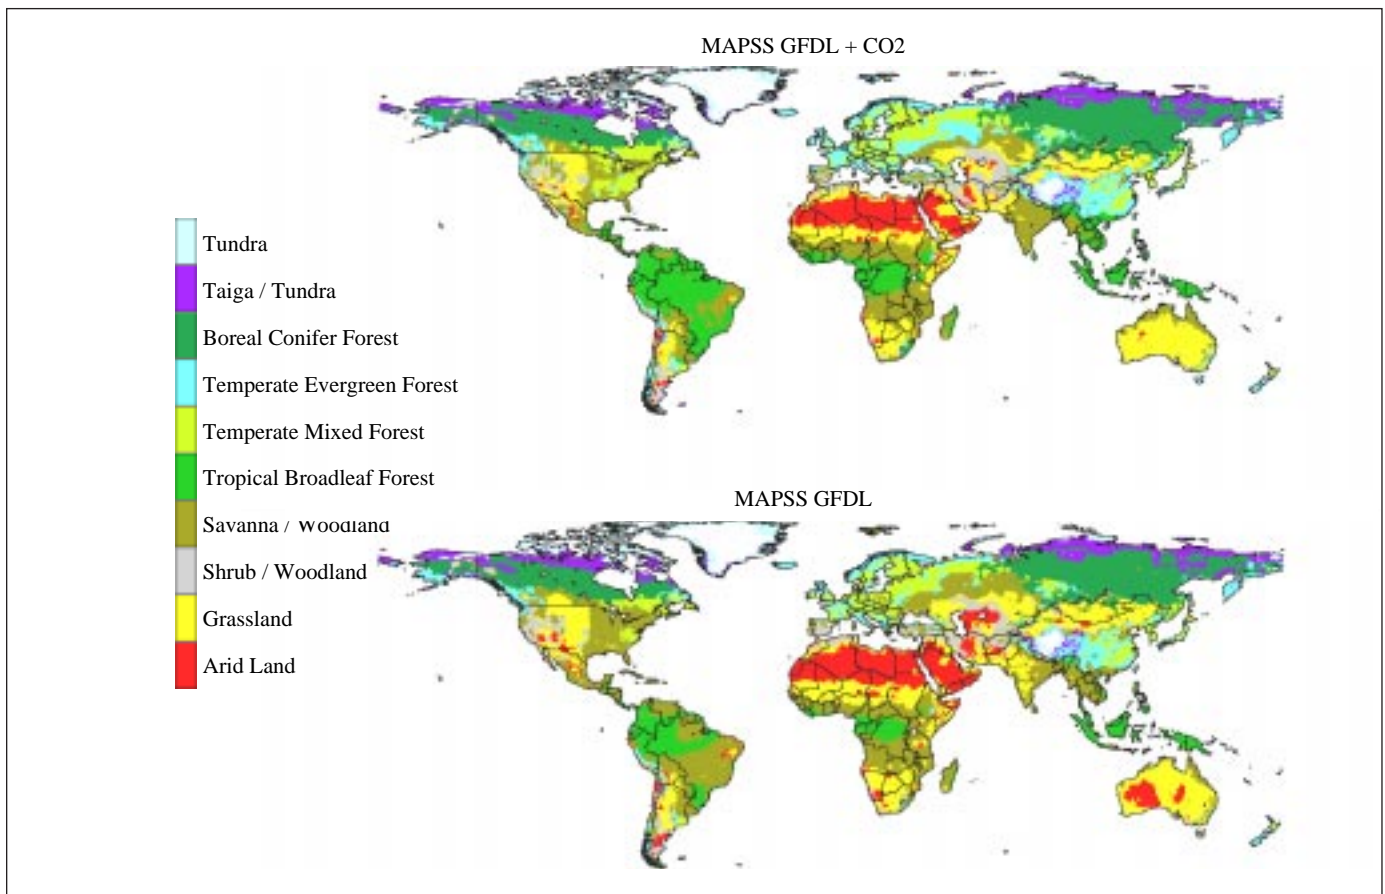 MAPSS GFDL + CO2
Tundra
Taiga / Tundra
Boreal Conifer Forest
Temperate Evergreen Forest
Temperate Mixed Forest
Tropical Broadleaf Forest
Savanna / Woodland
Shrub / Woodland
Grassland
Arid Land
MAPSS GFDL